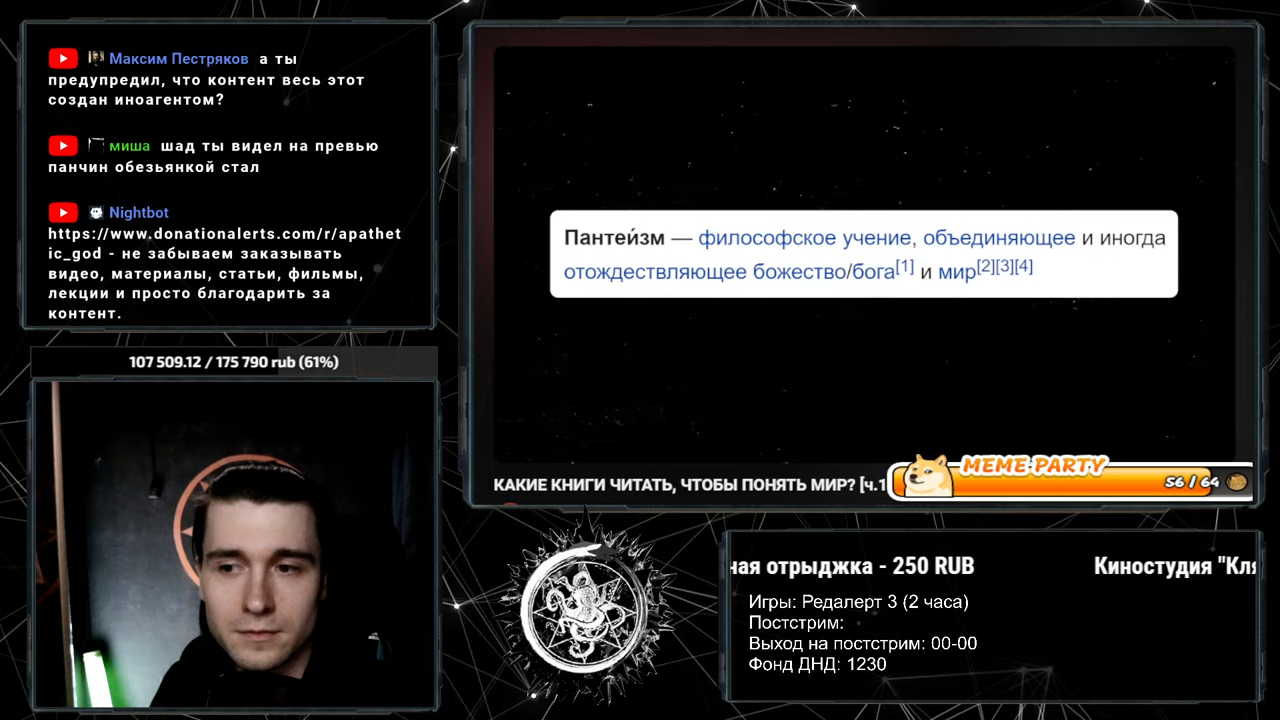 Максим Пестряков а ты
предупредил, что контент весь этот
создан иноагентом?
миша шад ты видел на превью
панчин обезьянкой стал
Nightbot
https://www.donationalerts.com/r/apathet
ic_god - не забываем заказывать
видео, материалы, статьи, фильмы,
лекции и просто благодарить за
контент.
107 509.12 / 175 790 rub (61%)
Пантеи́зм — философское учение, объединяющее и иногда
отождествляющее божество/бога[1] и мир[2][3][4]
MEME PARTY
56 / 64
КАКИЕ КНИГИ ЧИТАТЬ, ЧТОБЫ ПОНЯТЬ МИР? [ч.1
ная отрыджка - 250 RUB Киностудия "Кля
Игры: Редалерт 3 (2 часа)
Постстрим:
Выход на постстрим: 00-00
Фонд ДНД: 1230